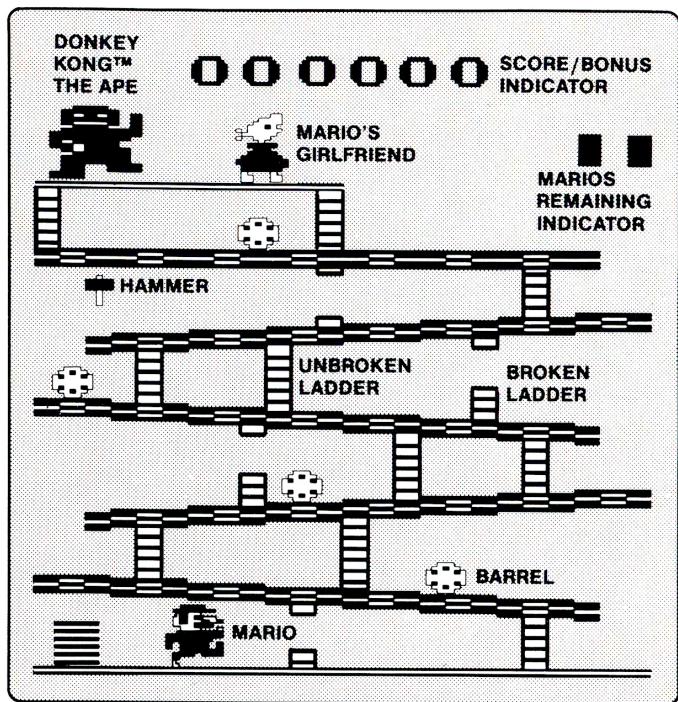 DONKEY
KONG™
THE APE
SCORE/BONUS
INDICATOR
MARIO'S
GIRLFRIEND
MARIOS
REMAINING
INDICATOR
HAMMER
UNBROKEN
LADDER
BROKEN
LADDER
BARREL
MARIO